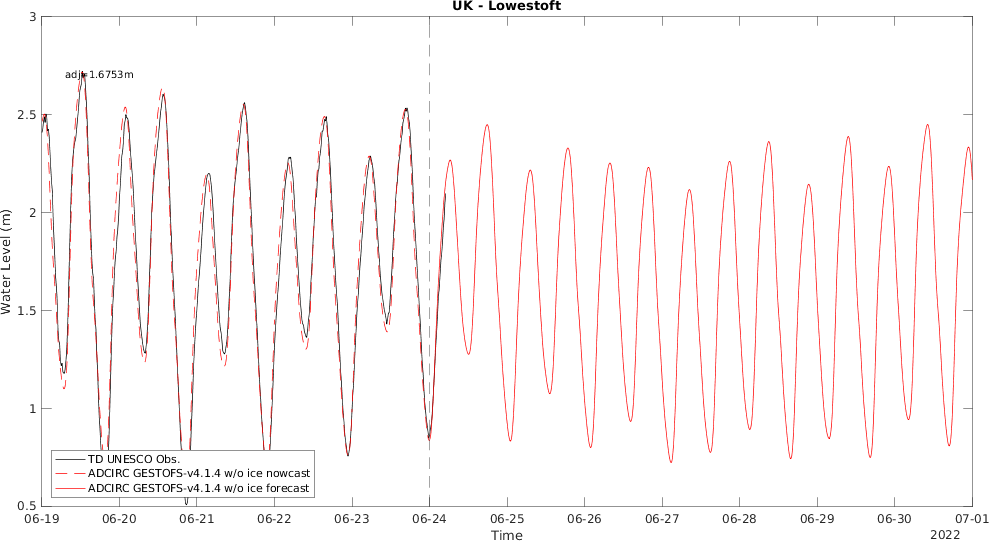 UK - Lowestoft
adj=1.6753m
Water Level (m)
3
2.5
2
1.5
1
0.5
TD UNESCO Obs.
ADCIRC GESTOFS-v4.1.4 w/o ice nowcast
ADCIRC GESTOFS-v4.1.4 w/o ice forecast
06-19 06-20 06-21 06-22 06-23 06-24 06-25 06-26 06-27 06-28 06-29 06-30 07-01
Time
2022